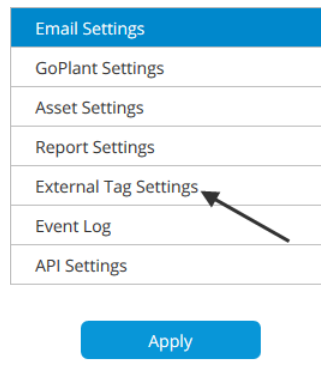 Email Settings
GoPlant Settings
Asset Settings
Report Settings
External Tag Settings
Event Log
API Settings
Apply